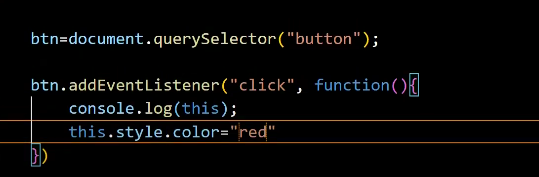 btn=document.querySelector("button");
btn.addEventListener("click", function(){
console.log(this);
this.style.color="red"
})